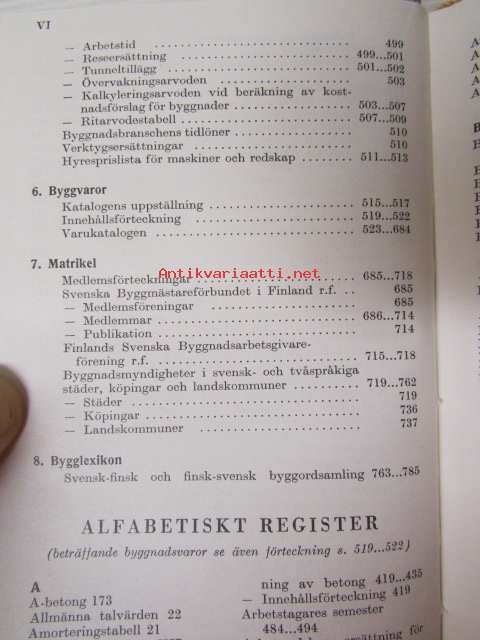 VI
— Arbetstid 499
— Reseersättning 499...501
— Tunneltillägg 501...502
— Övervakningsarvoden 503
— Kalkyleringsarvoden vid beräkning av kost-
nadsförslag för byggnader 503...507
— Ritarvodestabell 507...509
Byggnadsbranschens tidlöner 510
Verktygsersättningar 510
Hyresprislista för maskiner och redskap 511...513
6. Byggvaror
Katalogens uppställning 515...517
Innehållsförteckning 519...522
Varukatalogen 523...684
7. Matrikel
Antikvariaatti.net
Medlemsförteckningar 685...718
Svenska Byggmästareförbundet i Finland r.f. 685
— Medlemsföreningar 685
— Medlemmar 686...714
— Publikation 714
Finlands Svenska Byggnadsarbetsgivare-
förening r.f. 715...718
Byggnadsmyndigheter i svensk- och tvåspråkiga
städer, köpingar och landskommuner 719...762
— Städer 719
— Köpingar 736
— Landskommuner 737
8. Bygglexikon
Svensk-finsk och finsk-svensk byggordsamling 763...785
ALFABETISKT REGISTER
(beträffande byggnadsvaror se även förteckning s. 519...522)
A
A-betong 173
Allmänna talvärden 22
Amorteringstabell 21
ning av betong 419...435
— Innehållsförteckning 419
Arbetstagares semester
484...494